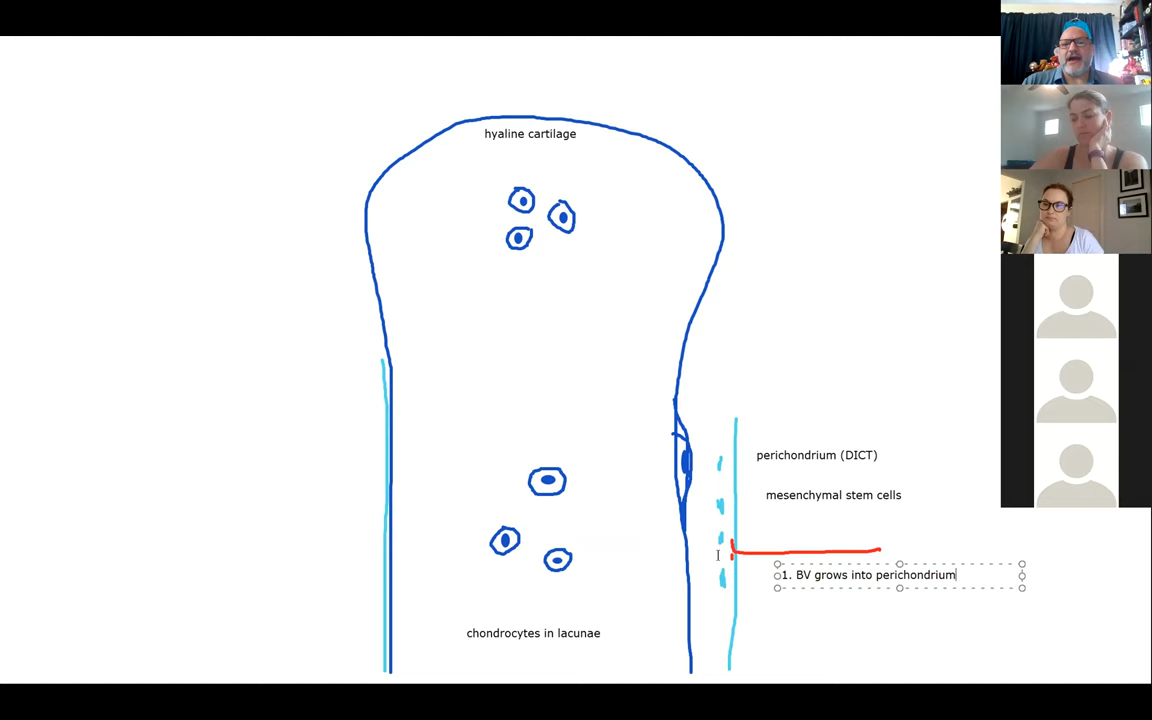 hyaline cartilage
perichondrium (DICT)
mesenchymal stem cells
1. BV grows into perichondrium
chondrocytes in lacunae